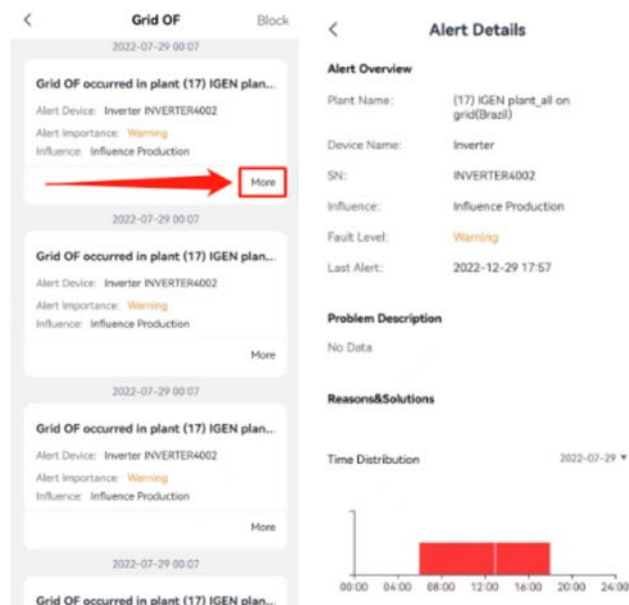 Grid OF
Block
2022-07-29 00:07
Grid OF occurred in plant (17) IGEN plan...
Alert Device: Inverter INVERTER4002
Alert Importance: Warning
Influence: Influence Production
More
2022-07-29 00:07
Grid OF occurred in plant (17) IGEN plan...
Alert Device: Inverter INVERTER4002
Alert Importance: Warning
Influence: Influence Production
More
2022-07-29 00:07
Grid OF occurred in plant (17) IGEN plan...
Alert Device: Inverter INVERTER4002
Alert Importance: Warning
Influence: Influence Production
More
2022-07-29 00:07
Grid OF occurred in plant (17) IGEN plan...
Alert Details
Alert Overview
Plant Name: (17) IGEN plant_all on
grid(Brazil)
Device Name: Inverter
SN: INVERTER4002
Influence: Influence Production
Fault Level: Warning
Last Alert: 2022-12-29 17:57
Problem Description
No Data
Reasons&Solutions
Time Distribution 2022-07-29
00:00 04:00 08:00 12:00 16:00 20:00 24:00